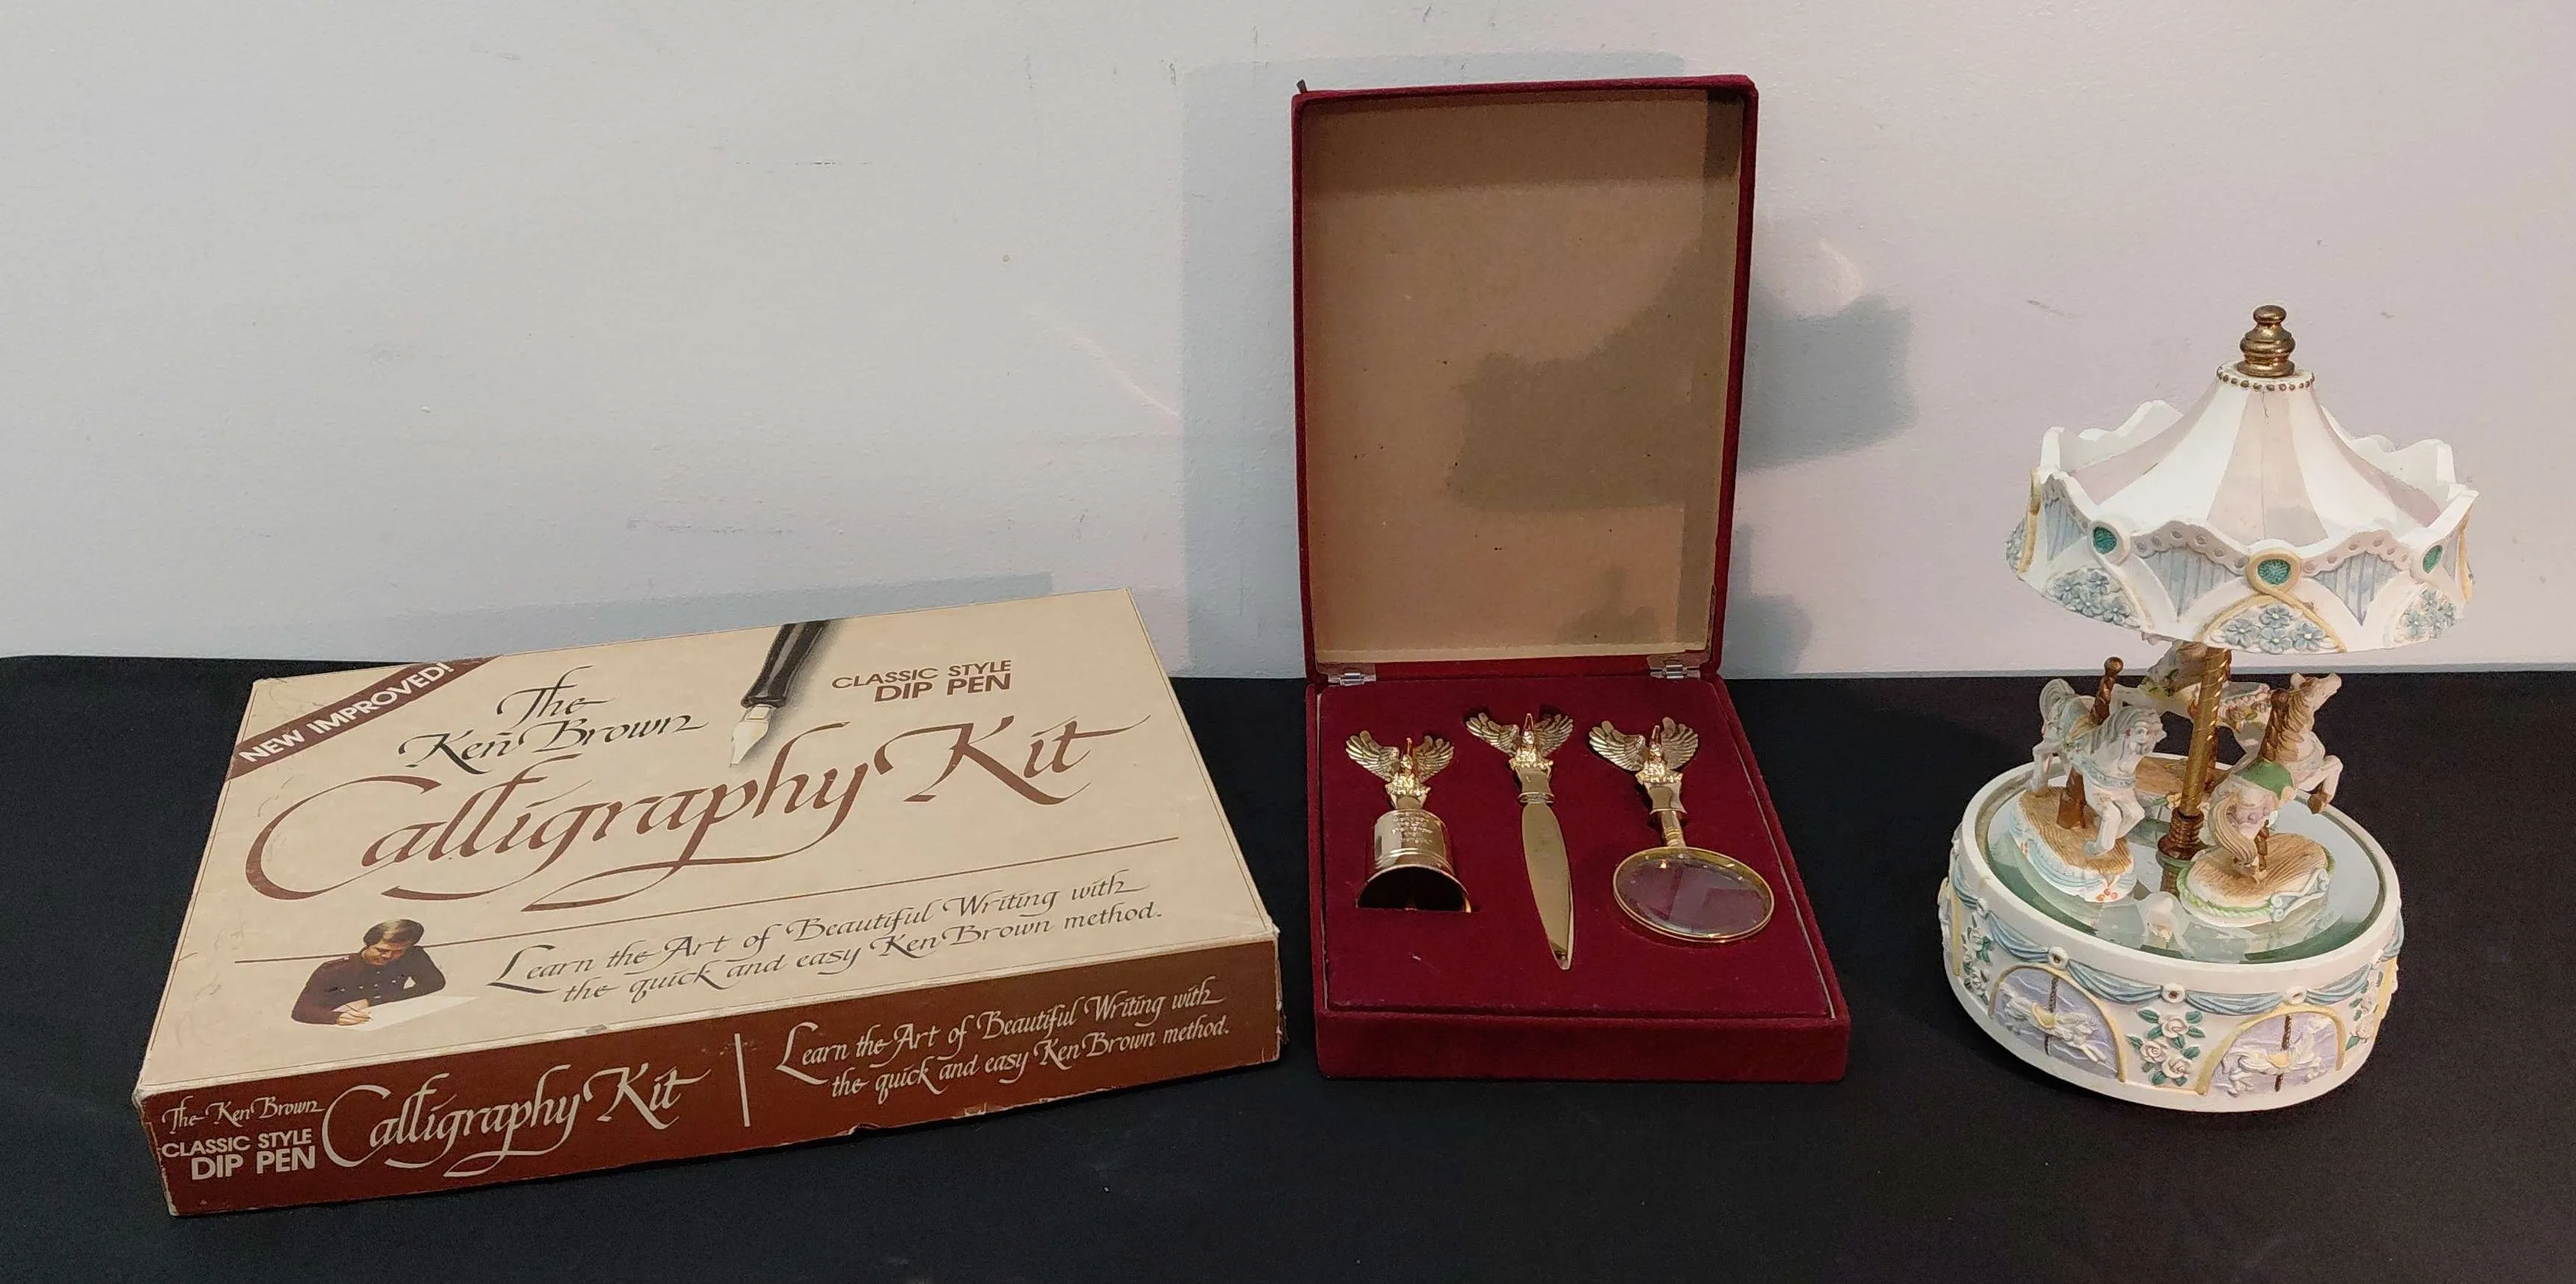 NEW IMPROVED!
The
Ken Brown
CLASSIC STYLE
DIP PEN
Calligraphy Kit
Learn the Art of Beautiful Writing with
the quick and easy Ken Brown method.
The Ken Brown
CLASSIC STYLE
DIP PEN
Calligraphy Kit
Learn the Art of Beautiful Writing with
the quick and easy Ken Brown method.